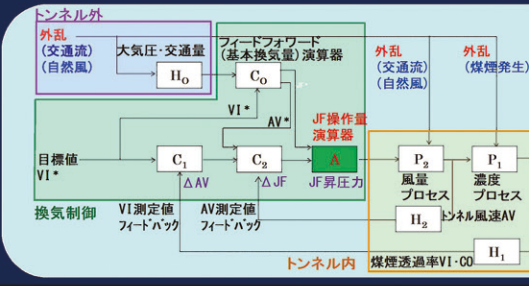 トンネル外
外乱
(交通流)
(自然風)
大気圧・交通量
H₀
フィードフォワード
(基本換気量)演算器
C₀
外乱
(交通流)
(自然風)
外乱
(煤煙発生)
VI*
AV*
JF操作量
演算器
目標値
VI*
C₁
ΔAV
C₂
ΔJF
A
JF昇圧力
P₂
風量
プロセス
P₁
濃度
プロセス
換気制御
VI測定値
フィードバック
AV測定値
フィードバック
H₂
トンネル風速AV
H₁
トンネル内
煤煙透過率VI・CO